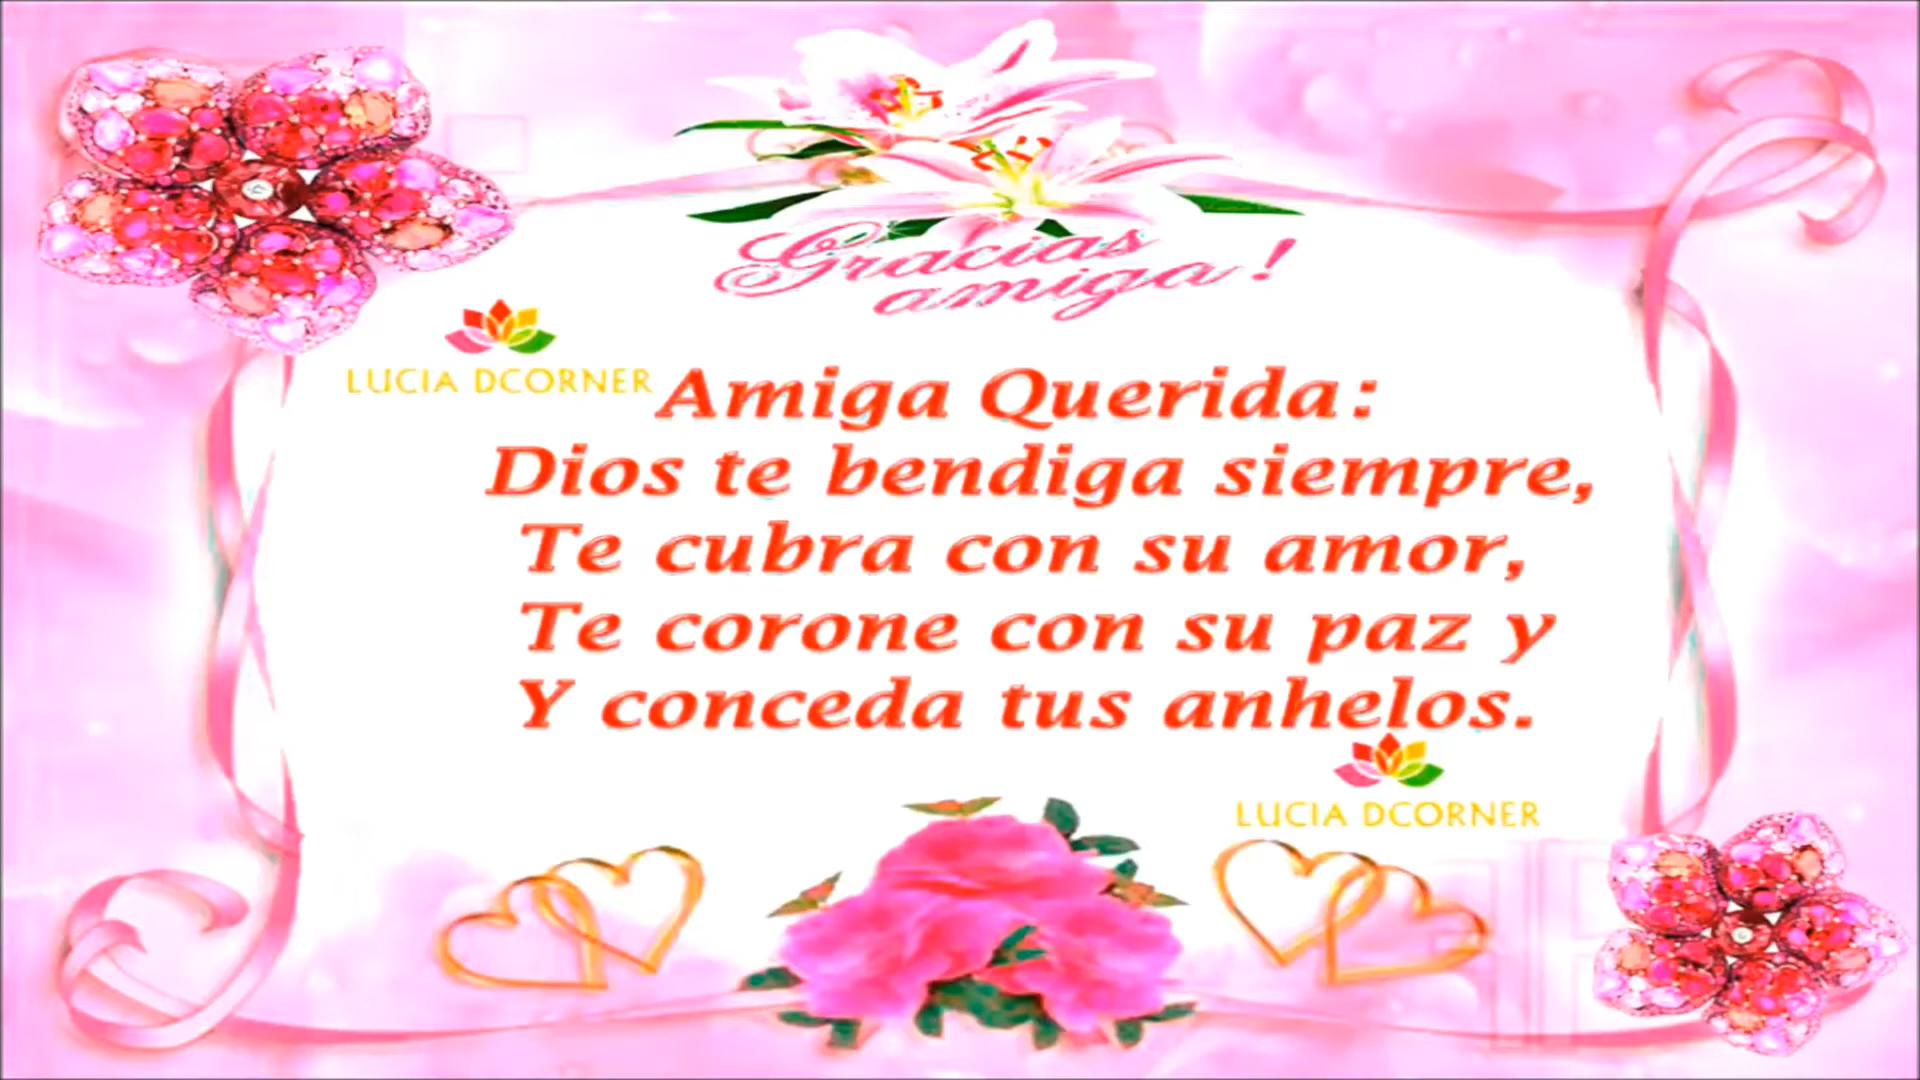 Gracias
amiga !
LUCIA DCORNER
Amiga Querida:
Dios te bendiga siempre,
Te cubra con su amor,
Te corone con su paz y
Y conceda tus anhelos.
LUCIA DCORNER